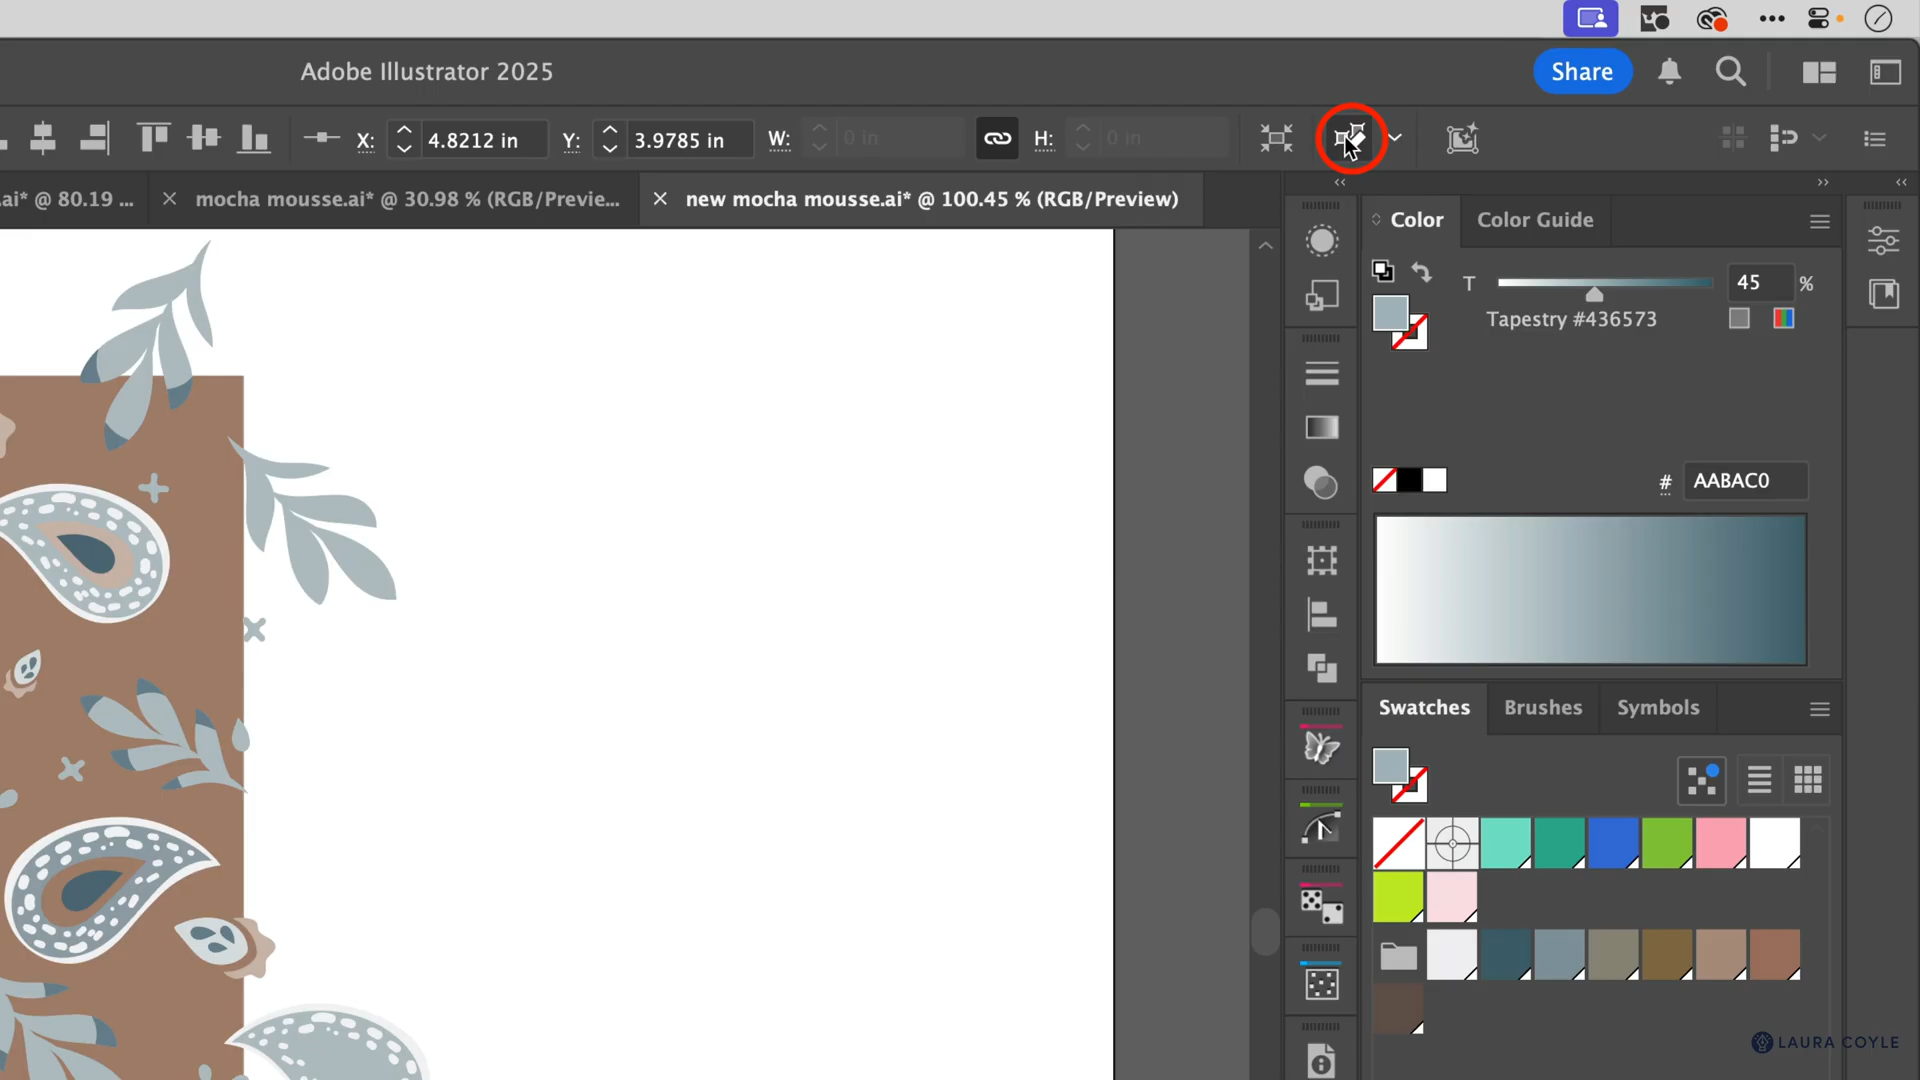 Adobe Illustrator 2025
Share
X: 4.8212 in Y: 3.9785 in W: 0 in H: 0 in
.ai* @ 80.19 ... × mocha mousse.ai* @ 30.98 % (RGB/Previe... × new mocha mousse.ai* @ 100.45 % (RGB/Preview)
Color Color Guide
T 45 %
Tapestry #436573
# AABAC0
Swatches Brushes Symbols
LAURA COYLE